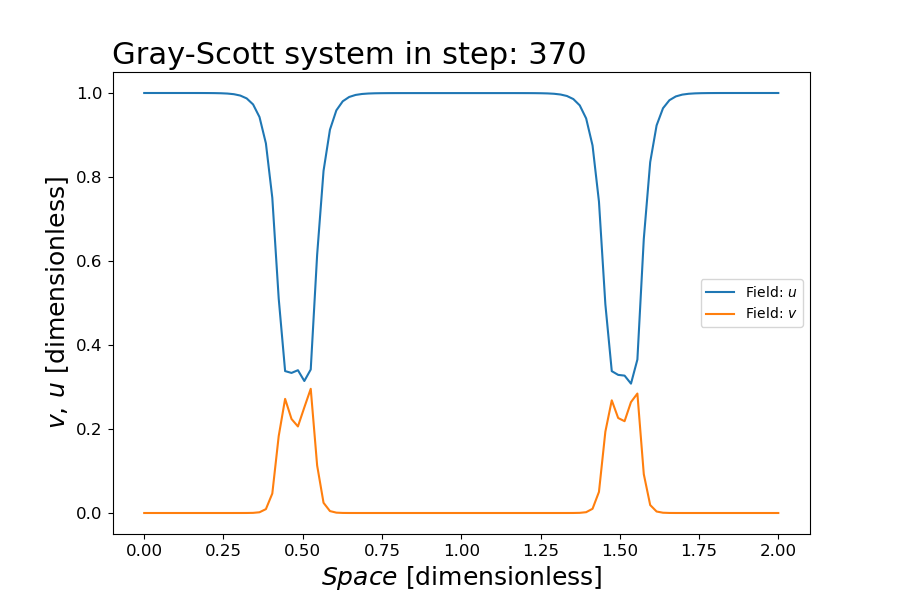 Gray-Scott system in step: 370
v, u [dimensionless]
1.0
0.8
0.6
0.4
0.2
0.0
Field: u
Field: v
0.00 0.25 0.50 0.75 1.00 1.25 1.50 1.75 2.00
Space [dimensionless]